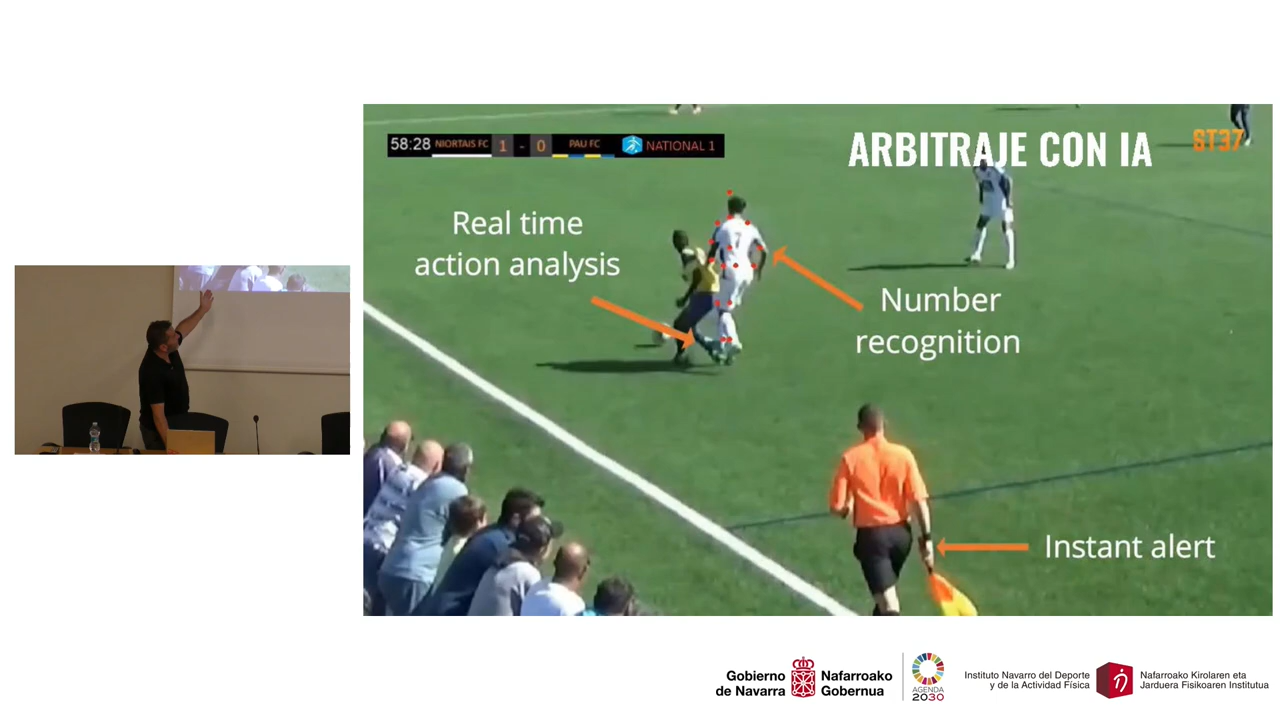 58:28 NIORTAIS FC 1 - 0 PAU FC NATIONAL 1
ARBITRAJE CON IA
ST37
Real time
action analysis
7
Number
recognition
Instant alert
Gobierno
de Navarra
Nafarroako
Gobernua
AGENDA
2030
Instituto Navarro del Deporte
y de la Actividad Física
Nafarroako Kirolaren eta
Jarduera Fisikoaren Institutua